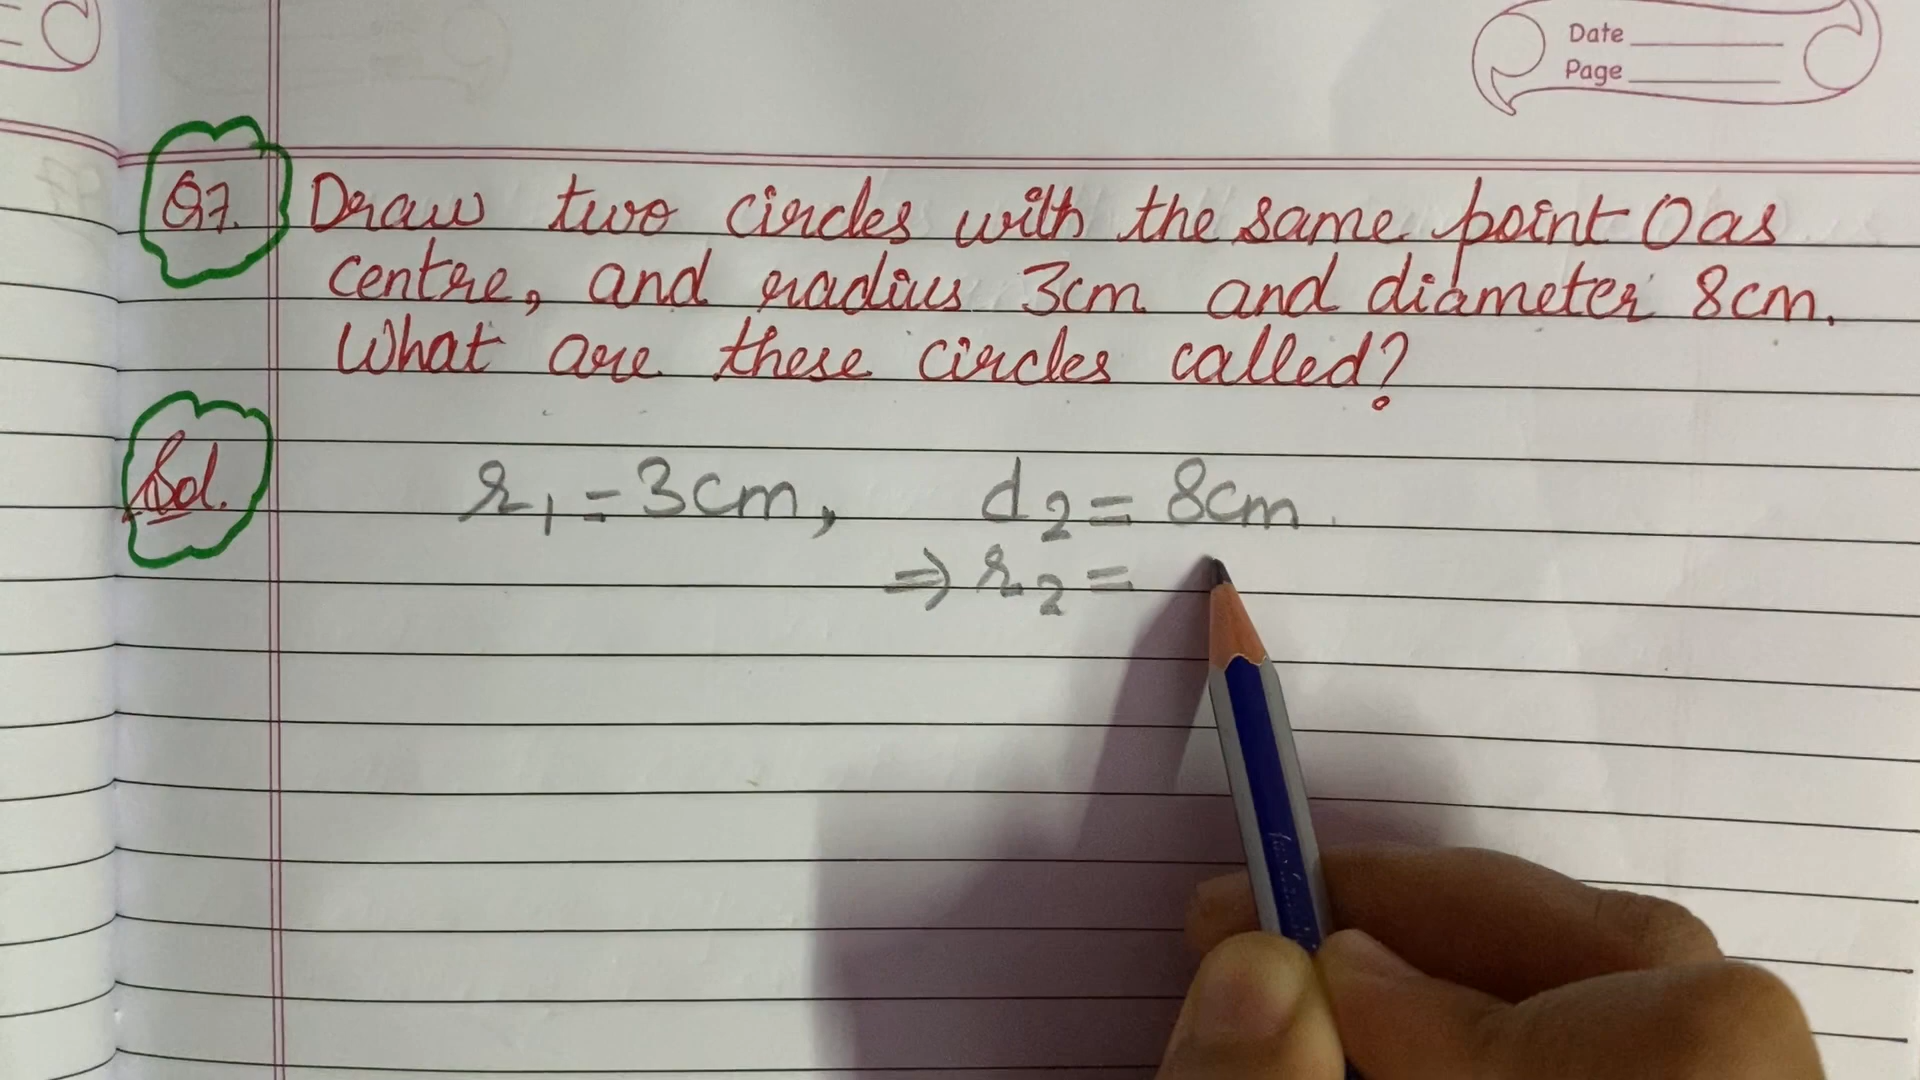 Date
Page
Q7. Draw two circles with the same point O as
centre, and radius 3cm and diameter 8cm.
What are these circles called?
Sol. r₁ = 3cm, d₂ = 8cm
⇒ r₂ =